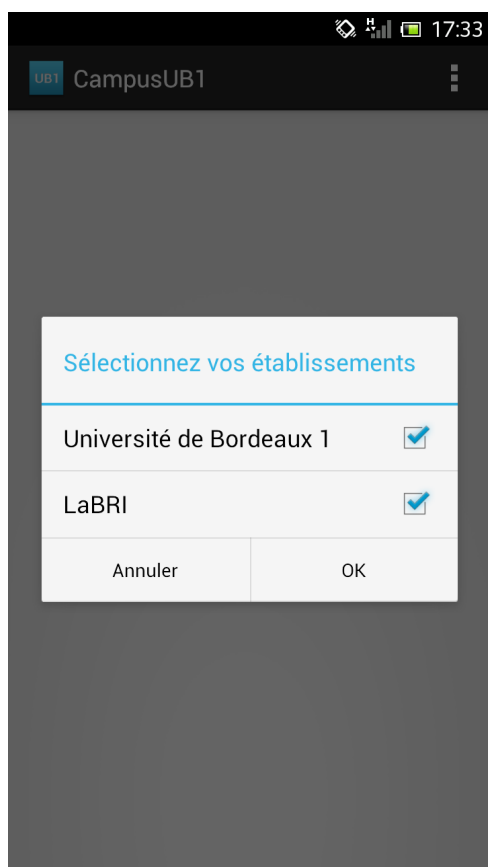 H 17:33
UB1 CampusUB1
Sélectionnez vos établissements
Université de Bordeaux 1
LaBRI
Annuler OK